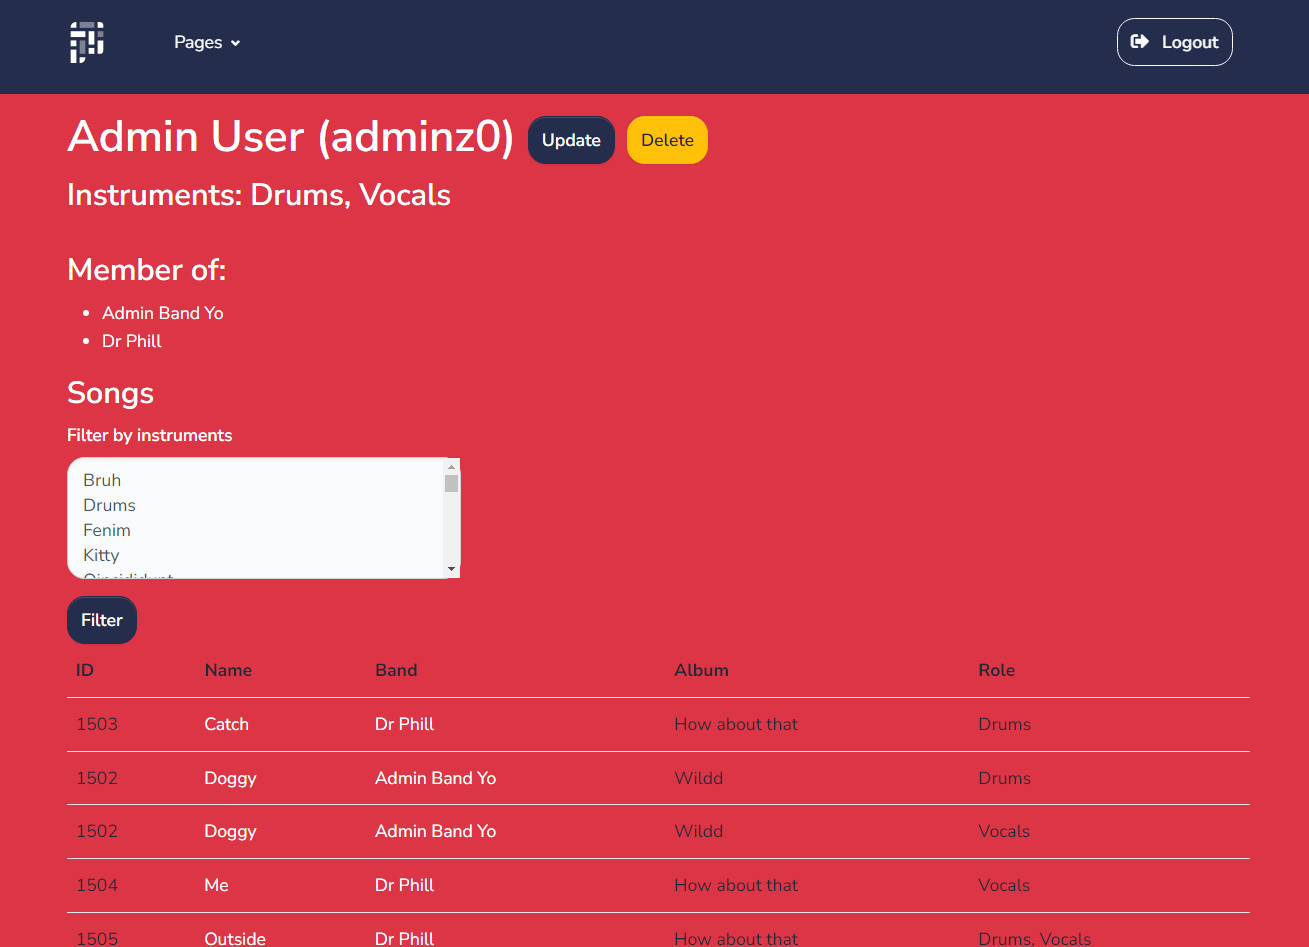 Pages
Logout
Admin User (adminz0) Update Delete
Instruments: Drums, Vocals
Member of:
Admin Band Yo
Dr Phill
Songs
Filter by instruments
Bruh
Drums
Fenim
Kitty
Filter
ID Name Band Album Role
1503 Catch Dr Phill How about that Drums
1502 Doggy Admin Band Yo Wildd Drums
1502 Doggy Admin Band Yo Wildd Vocals
1504 Me Dr Phill How about that Vocals
1505 Outside Dr Phill How about that Drums, Vocals